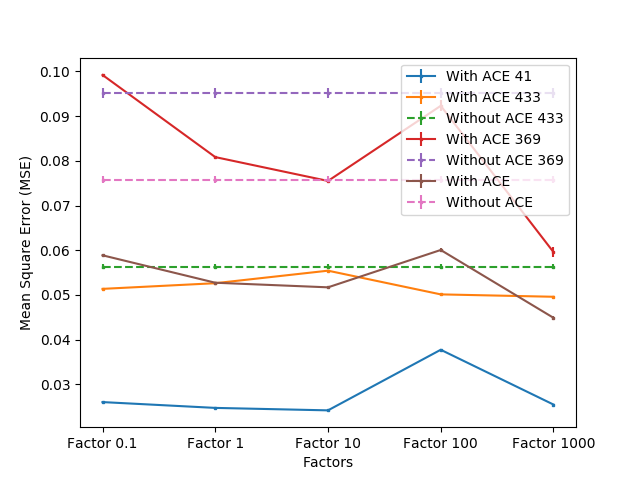 0.10
0.09
0.08
0.07
0.06
0.05
0.04
0.03
Mean Square Error (MSE)
With ACE 41
With ACE 433
Without ACE 433
With ACE 369
Without ACE 369
With ACE
Without ACE
Factor 0.1 Factor 1 Factor 10 Factor 100 Factor 1000
Factors